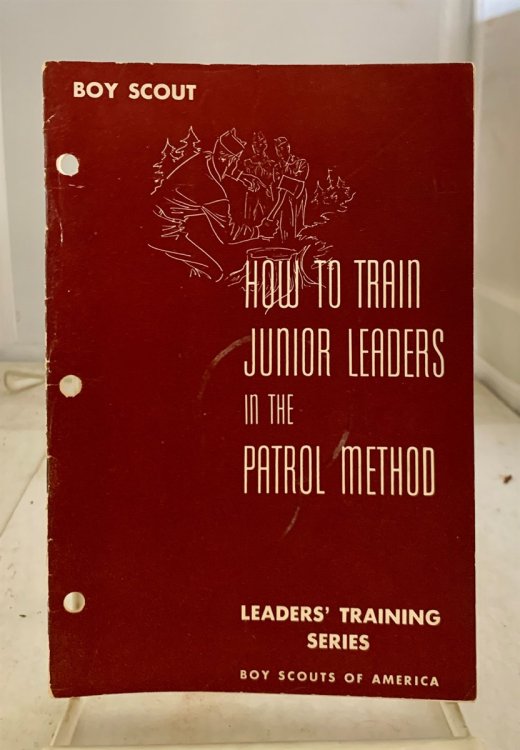 BOY SCOUT
HOW TO TRAIN
JUNIOR LEADERS
IN THE
PATROL METHOD
LEADERS' TRAINING
SERIES
BOY SCOUTS OF AMERICA